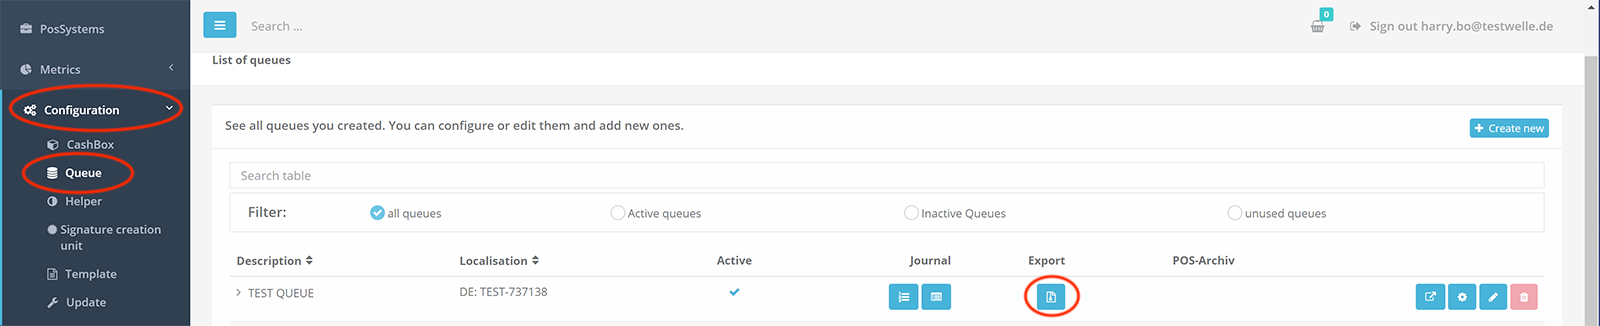 PosSystems
Metrics
Configuration
CashBox
Queue
Helper
Signature creation
unit
Template
Update
Search ...
0
Sign out harry.bo@testwelle.de
List of queues
See all queues you created. You can configure or edit them and add new ones.
Create new
Search table
Filter: all queues Active queues Inactive Queues unused queues
Description Localisation Active Journal Export POS-Archiv
TEST QUEUE DE: TEST-737138